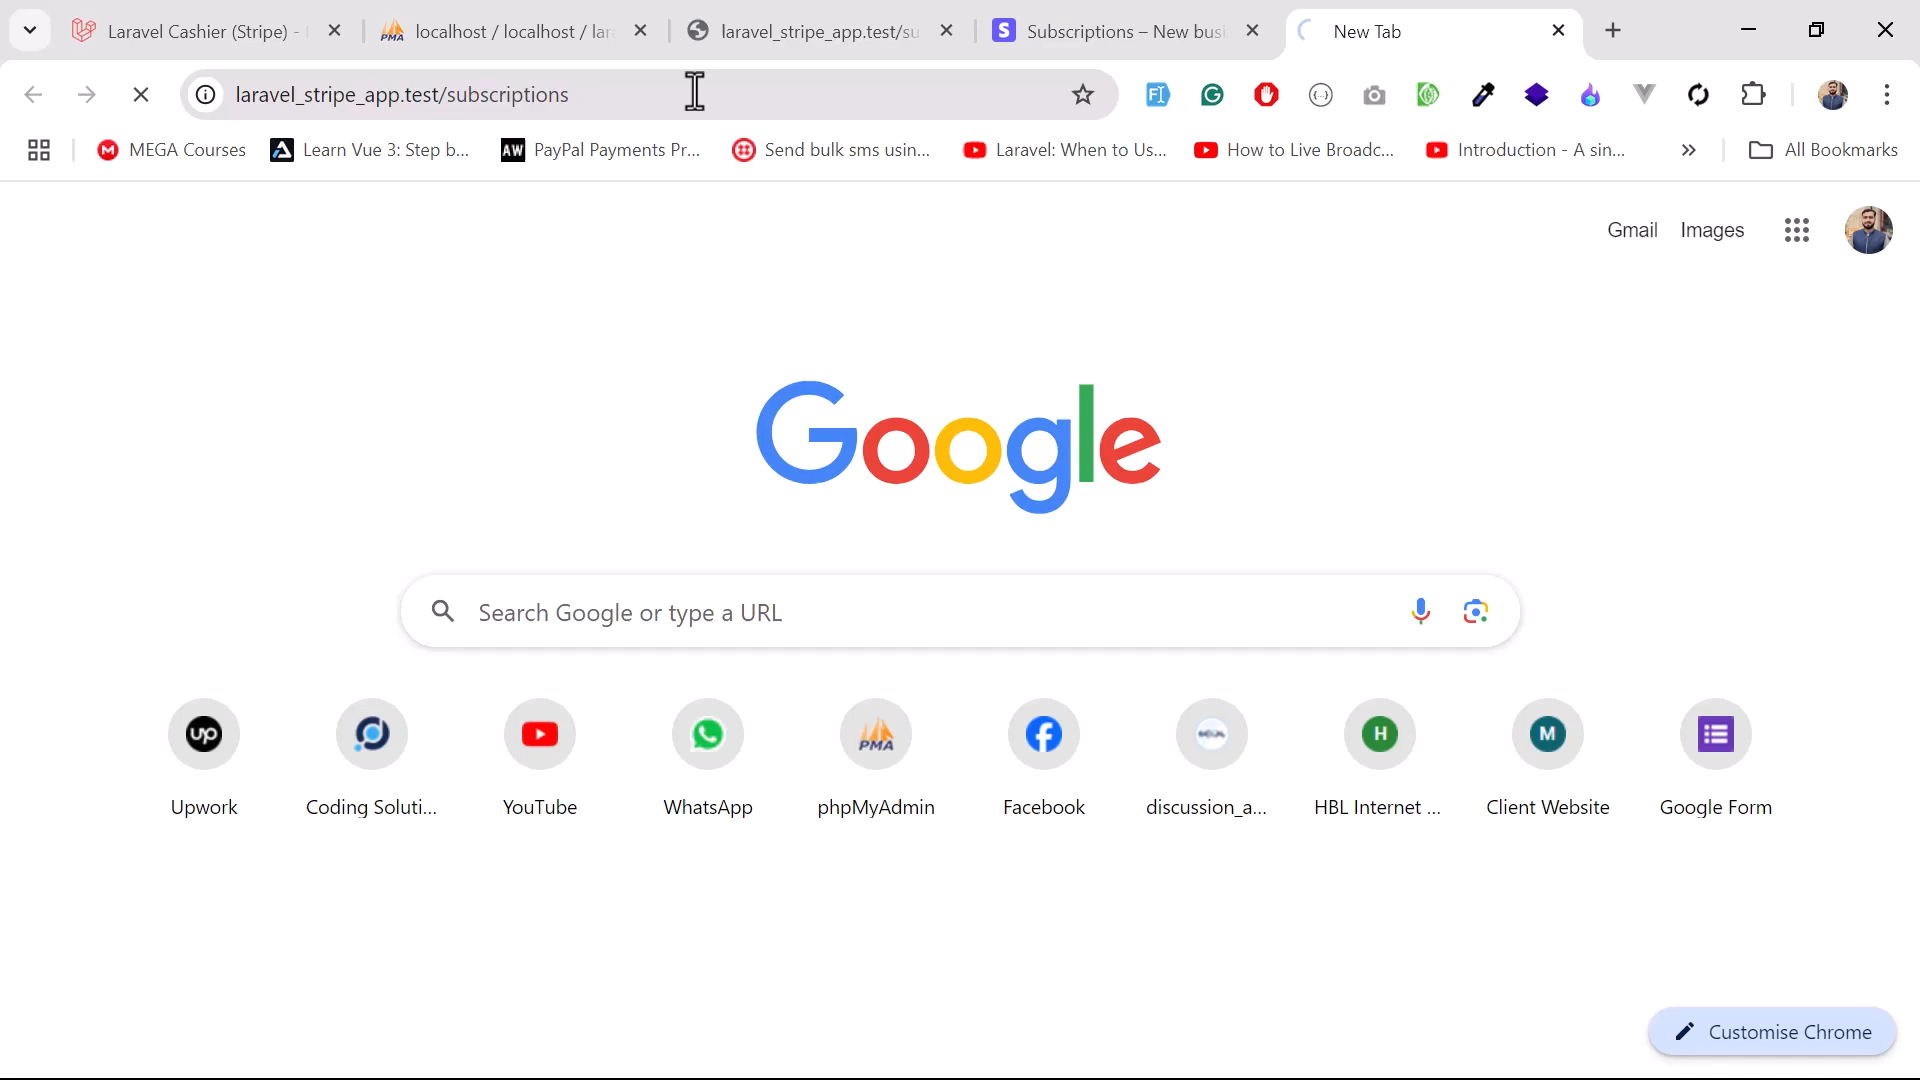 Laravel Cashier (Stripe) -
localhost / localhost / lar
laravel_stripe_app.test/su
Subscriptions – New busi
New Tab
laravel_stripe_app.test/subscriptions
MEGA Courses
Learn Vue 3: Step b...
AW
PayPal Payments Pr...
Send bulk sms usin...
Laravel: When to Us...
How to Live Broadc...
Introduction - A sin...
All Bookmarks
Gmail
Images
Google
Search Google or type a URL
Upwork
Coding Soluti...
YouTube
WhatsApp
phpMyAdmin
Facebook
discussion_a...
HBL Internet ...
Client Website
Google Form
Customise Chrome